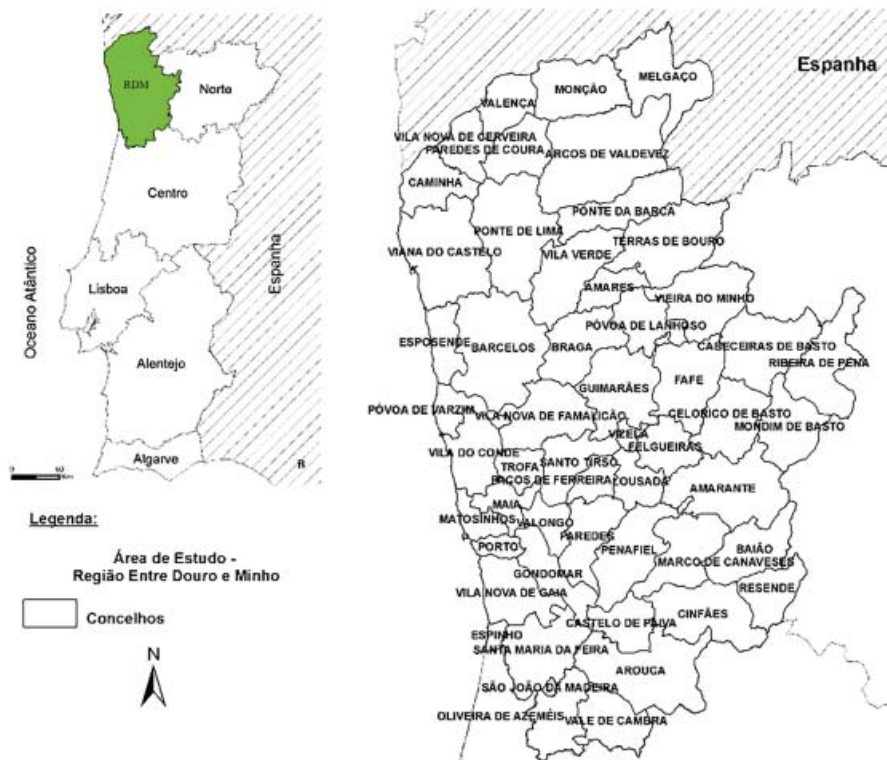 RDM
Norte
Centro
Oceano Atlântico
Espanha
Lisboa
Alentejo
Algarve
Legenda:
Área de Estudo -
Região Entre Douro e Minho
Concelhos
N
Espanha
MELGAÇO
MONÇÃO
VALENÇA
VILA NOVA DE CERVEIRA
PAREDES DE COURA
ARCOS DE VALDEVEZ
CAMINHA
PONTE DA BARCA
PONTE DE LIMA
TERRAS DE BOURO
VIANA DO CASTELO
VILA VERDE
AMARES
VIEIRA DO MINHO
PÓVOA DE LANHOSO
ESPOSENDE
BARCELOS
BRAGA
CABECEIRAS DE BASTO
RIBEIRA DE PENA
GUIMARÃES
FAFE
PÓVOA DE VARZIM
VILA NOVA DE FAMALICÃO
CELORICO DE BASTO
MONDIM DE BASTO
VIZELA
FELGUEIRAS
VILA DO CONDE
TROFA
SANTO TIRSO
PAÇOS DE FERREIRA
LOUSADA
AMARANTE
MAIA
MATOSINHOS
VALONGO
PAREDES
PENAFIEL
BAIÃO
MARCO DE CANAVESES
PORTO
GONDOMAR
RESENDE
VILA NOVA DE GAIA
CINFÃES
CASTELO DE PAIVA
ESPINHO
SANTA MARIA DA FEIRA
AROUCA
SÃO JOÃO DA MADEIRA
OLIVEIRA DE AZEMÉIS
VALE DE CAMBRA